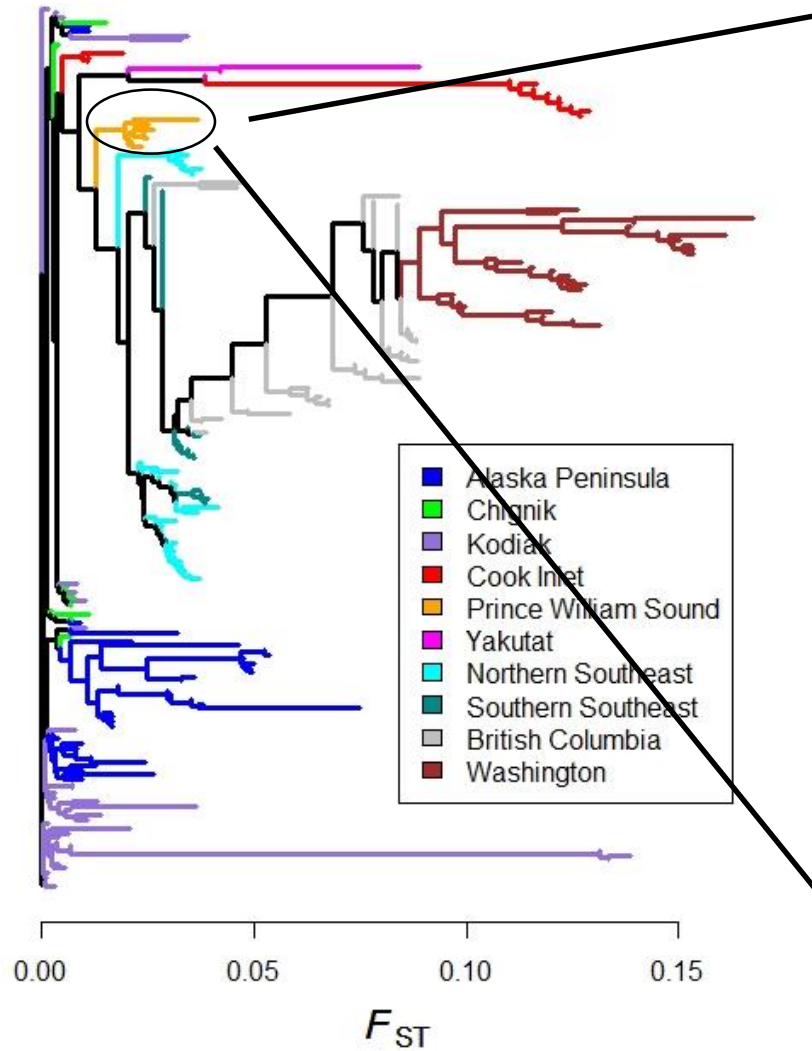 Alaska Peninsula
Chignik
Kodiak
Cook Inlet
Prince William Sound
Yakutat
Northern Southeast
Southern Southeast
British Columbia
Washington
0.00 0.05 0.10 0.15
FST